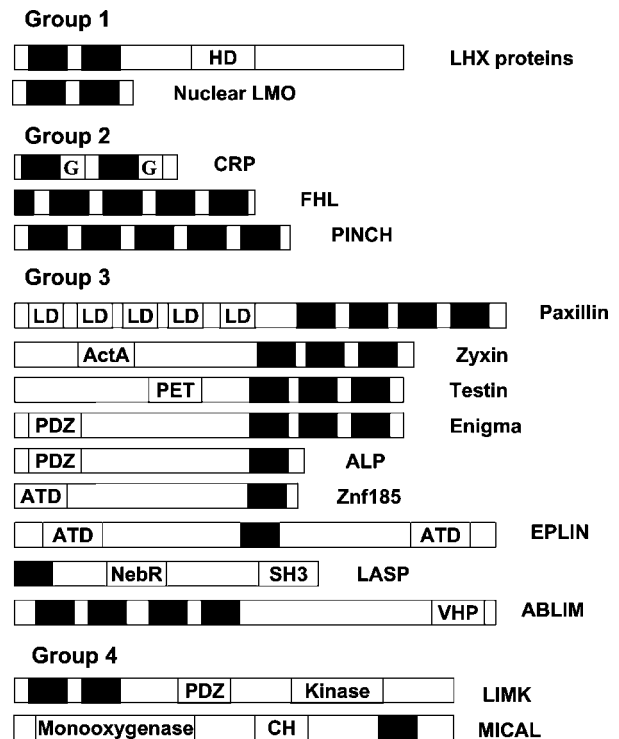 Group 1
HD LHX proteins
Nuclear LMO
Group 2
G G CRP
FHL
PINCH
Group 3
LD LD LD LD LD Paxillin
ActA Zyxin
PET Testin
PDZ Enigma
PDZ ALP
ATD Znf185
ATD ATD EPLIN
NebR SH3 LASP
VHP ABLIM
Group 4
PDZ Kinase LIMK
Monooxygenase CH MICAL